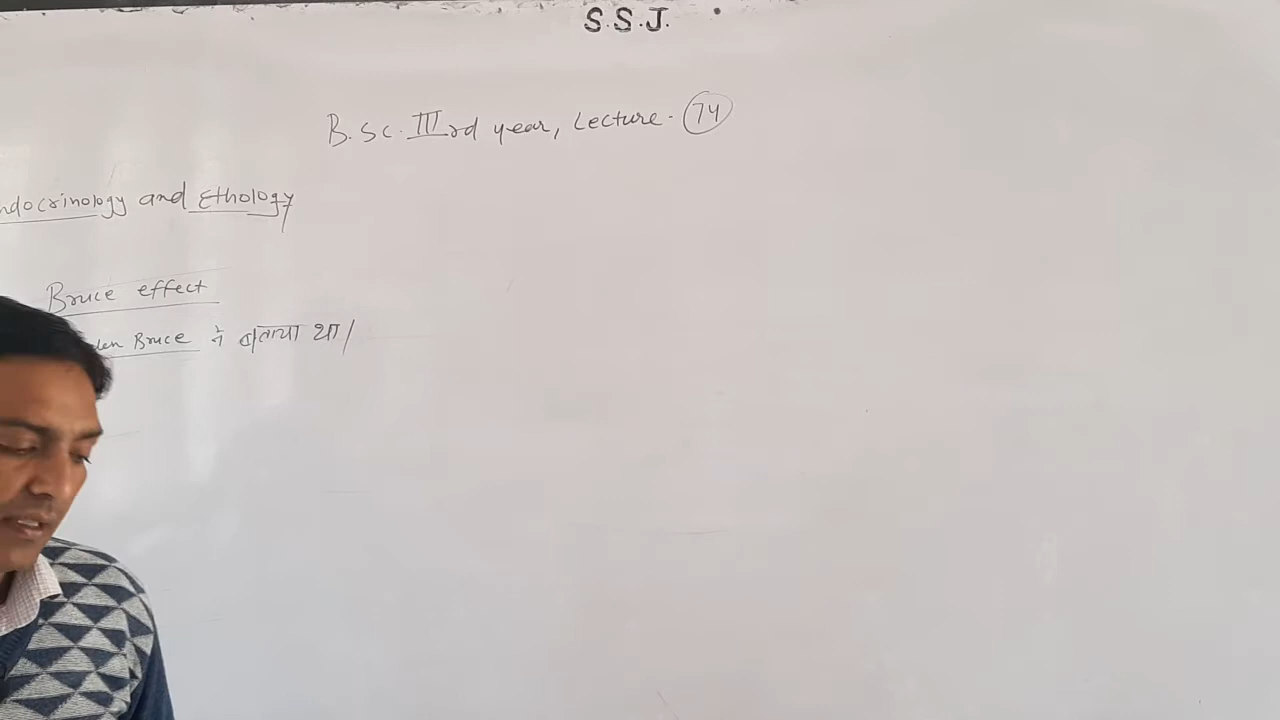 S.S.J.
B.Sc. IIIrd year, Lecture. 74
ndocrinology and Ethology
Bruce effect
Bruce ने बताया था|